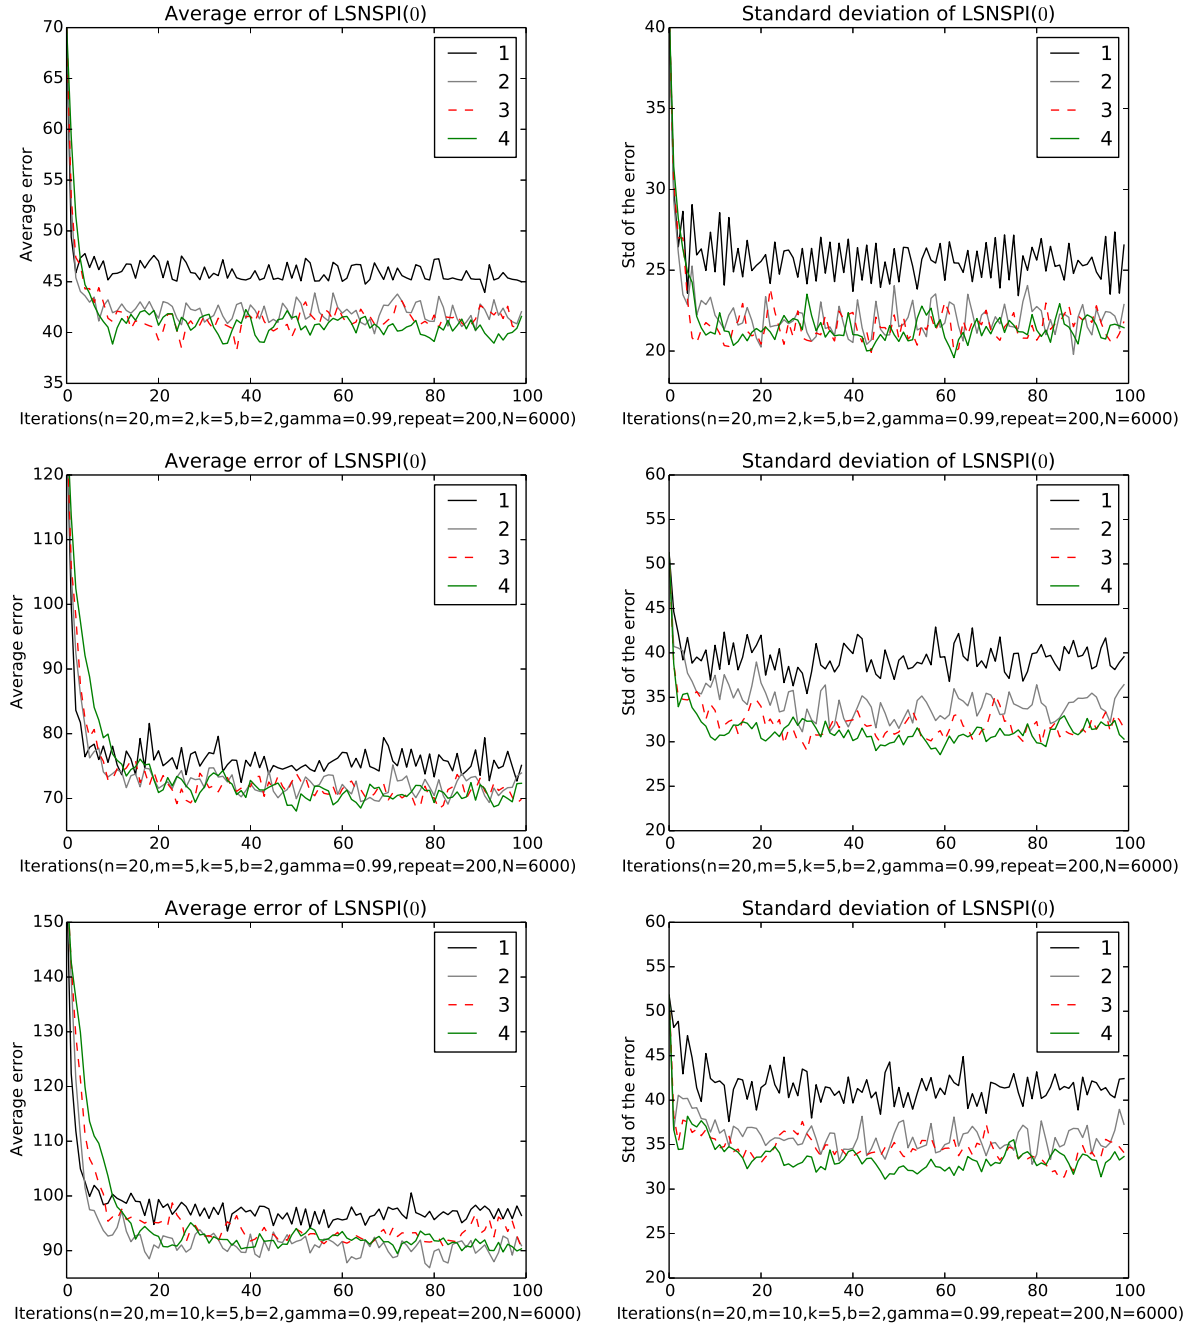 Average error of LSNSPI(0)
70
65
60
55
50
45
40
35
Average error
1
2
3
4
0 20 40 60 80 100
Iterations(n=20,m=2,k=5,b=2,gamma=0.99,repeat=200,N=6000)
Standard deviation of LSNSPI(0)
40
35
30
25
20
Std of the error
1
2
3
4
0 20 40 60 80 100
Iterations(n=20,m=2,k=5,b=2,gamma=0.99,repeat=200,N=6000)
Average error of LSNSPI(0)
120
110
100
90
80
70
Average error
1
2
3
4
0 20 40 60 80 100
Iterations(n=20,m=5,k=5,b=2,gamma=0.99,repeat=200,N=6000)
Standard deviation of LSNSPI(0)
60
55
50
45
40
35
30
25
20
Std of the error
1
2
3
4
0 20 40 60 80 100
Iterations(n=20,m=5,k=5,b=2,gamma=0.99,repeat=200,N=6000)
Average error of LSNSPI(0)
150
140
130
120
110
100
90
Average error
1
2
3
4
0 20 40 60 80 100
Iterations(n=20,m=10,k=5,b=2,gamma=0.99,repeat=200,N=6000)
Standard deviation of LSNSPI(0)
60
55
50
45
40
35
30
25
20
Std of the error
1
2
3
4
0 20 40 60 80 100
Iterations(n=20,m=10,k=5,b=2,gamma=0.99,repeat=200,N=6000)